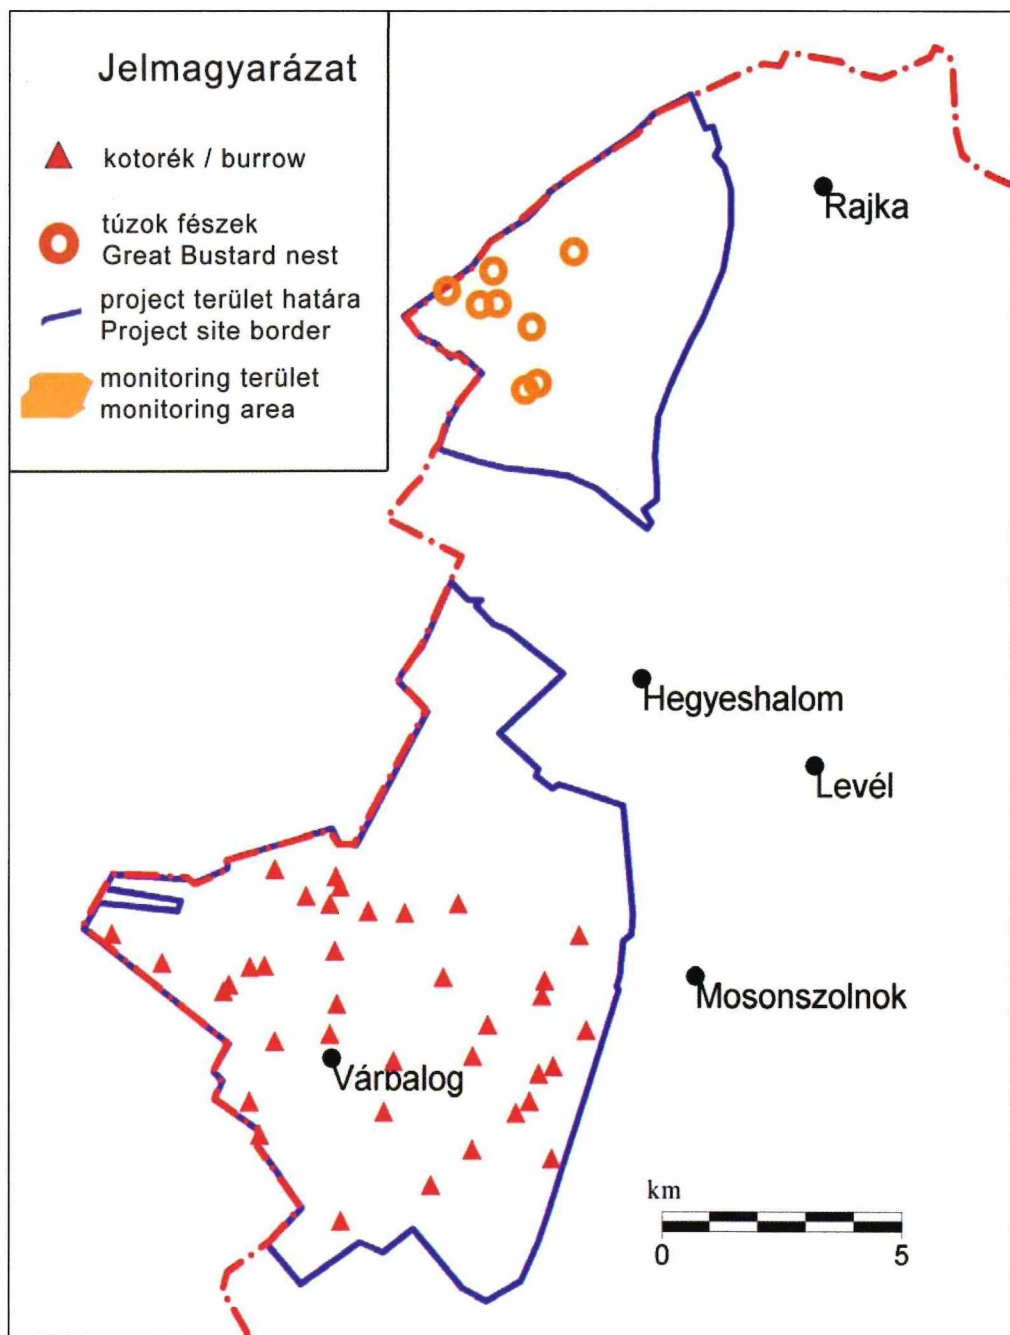 Jelmagyarázat
kotorék / burrow
túzok fészek
Great Bustard nest
project terület határa
Project site border
monitoring terület
monitoring area
Rajka
Hegyeshalom
Levél
Mosonszolnok
Várbalog
km
0 5